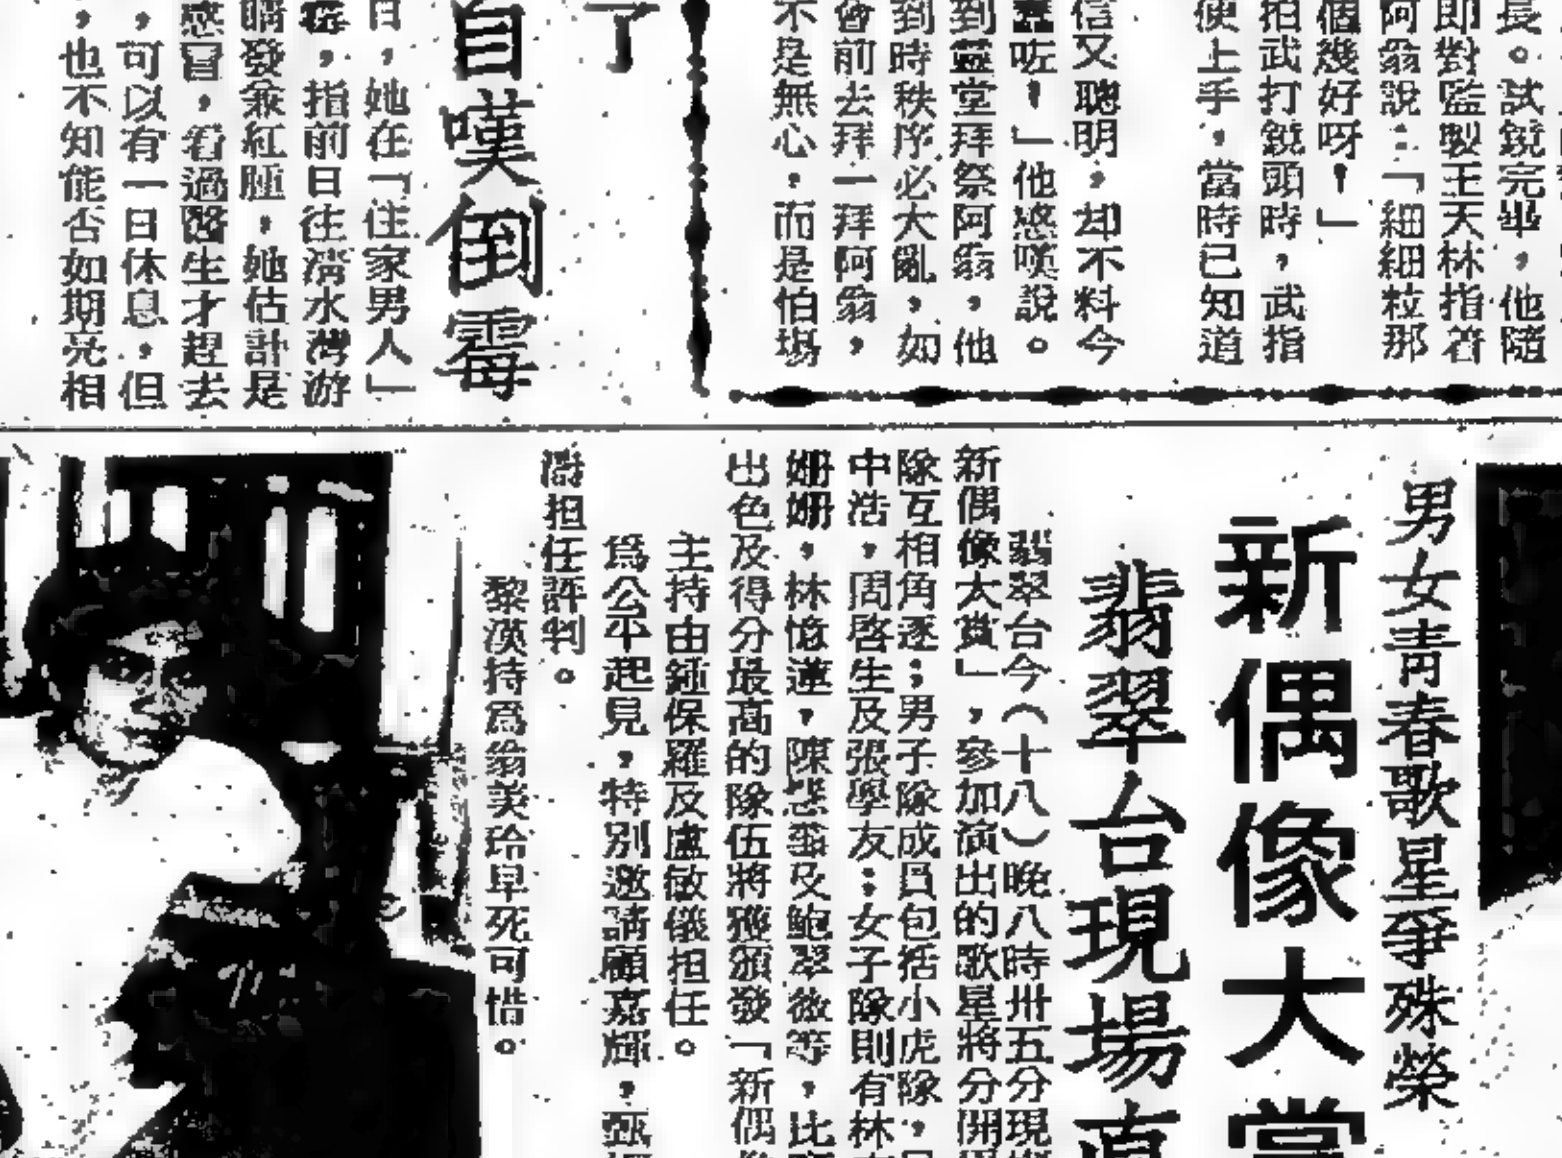 長。試鏡完畢，他隨
即對監製王天林指着
阿翁說：「細細粒那
個幾好呀！」
拍武打鏡頭時，武指
便上手，當時已知道
信又聰明，却不料今
咗！」他感嘆說。
到靈堂拜祭阿翁，他
到時秩序必大亂，如
會前去拜一拜阿翁，
不是無心，而是怕場
了
自嘆倒霉
日，她在「住家男人」
，指前日往清水灣游
睛發炎兼紅腫，她估計是
感冒，看過醫生才趕去
，可以有一日休息，但
，也不知能否如期亮相
男女青春歌星爭殊榮
新偶像大賞
翡翠台現場直
翡翠台今（十八）晚八時卅五分現
新偶像大賞」，參加演出的歌星將分開
隊互相角逐；男子隊成員包括小虎隊，
中浩，周啓生及張學友；女子隊則有林
姍姍，林憶蓮，陳慧嫻及鮑翠薇等，比
出色及得分最高的隊伍將獲頒發「新偶
主持由鍾保羅及盧敏儀担任。
爲公平起見，特別邀請顧嘉輝，甄
担任評判。
黎漢持爲翁美玲早死可惜。